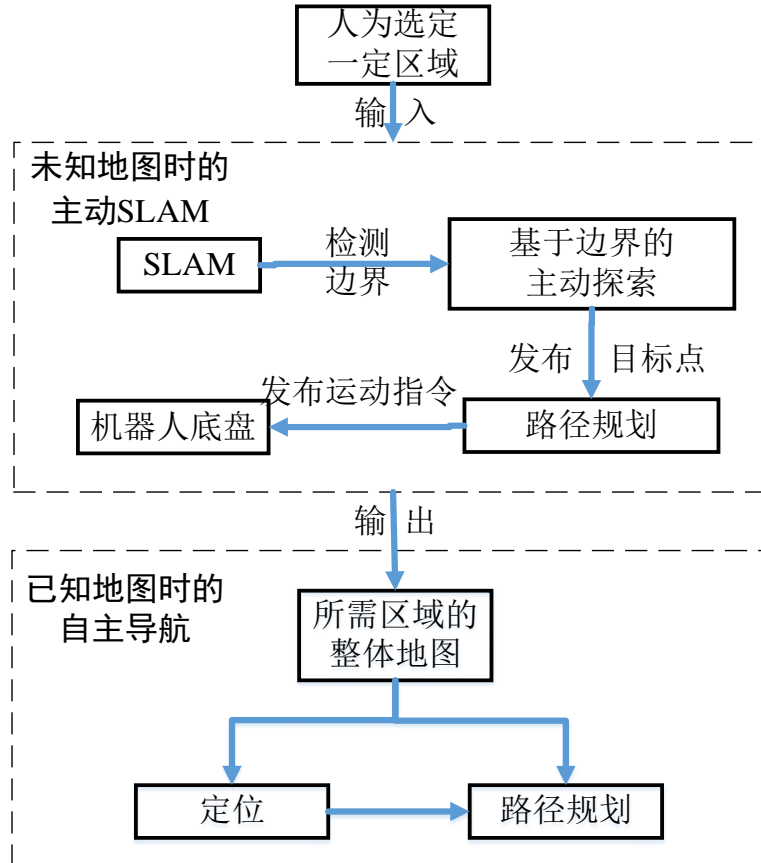 人为选定
一定区域
输入
未知地图时的
主动SLAM
SLAM
检测
边界
基于边界的
主动探索
发布 目标点
发布运动指令
机器人底盘
路径规划
输出
已知地图时的
自主导航
所需区域的
整体地图
定位
路径规划